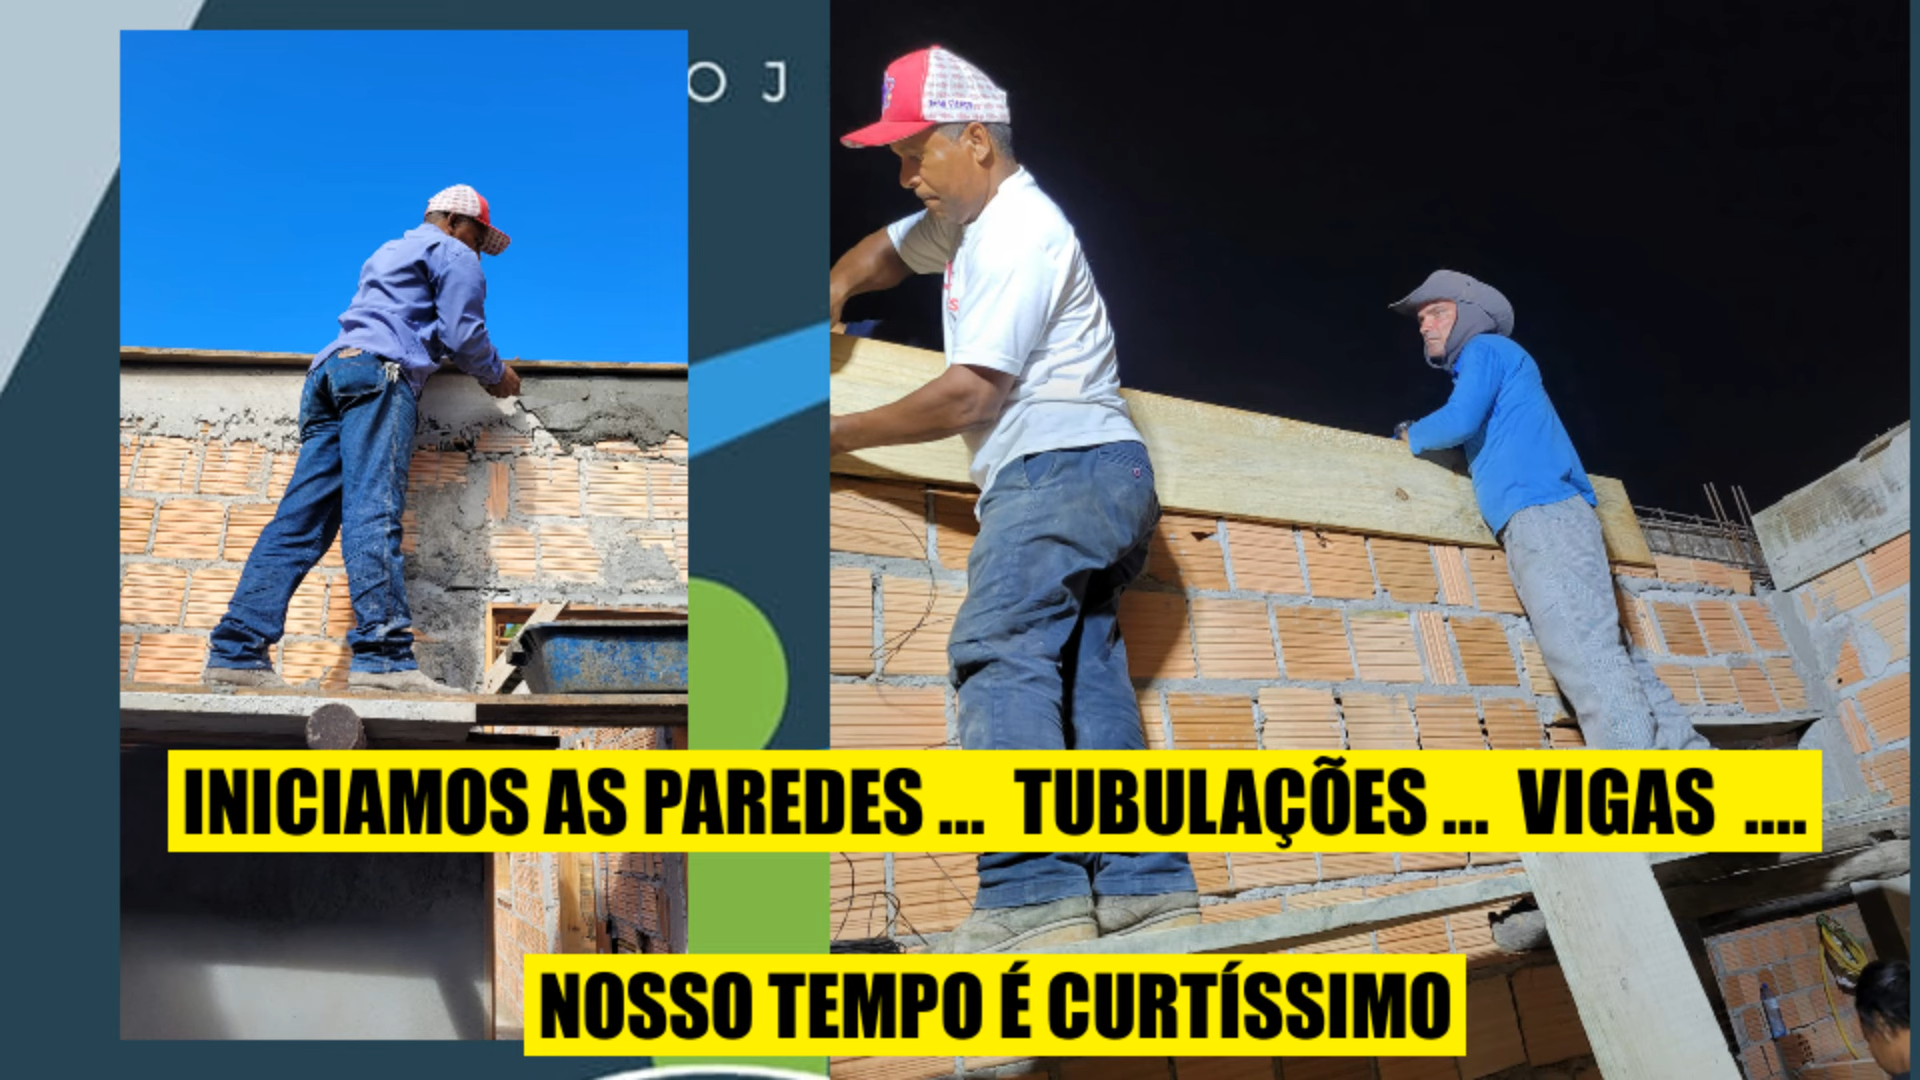 O J
INICIAMOS AS PAREDES ... TUBULAÇÕES ... VIGAS ....
NOSSO TEMPO É CURTÍSSIMO